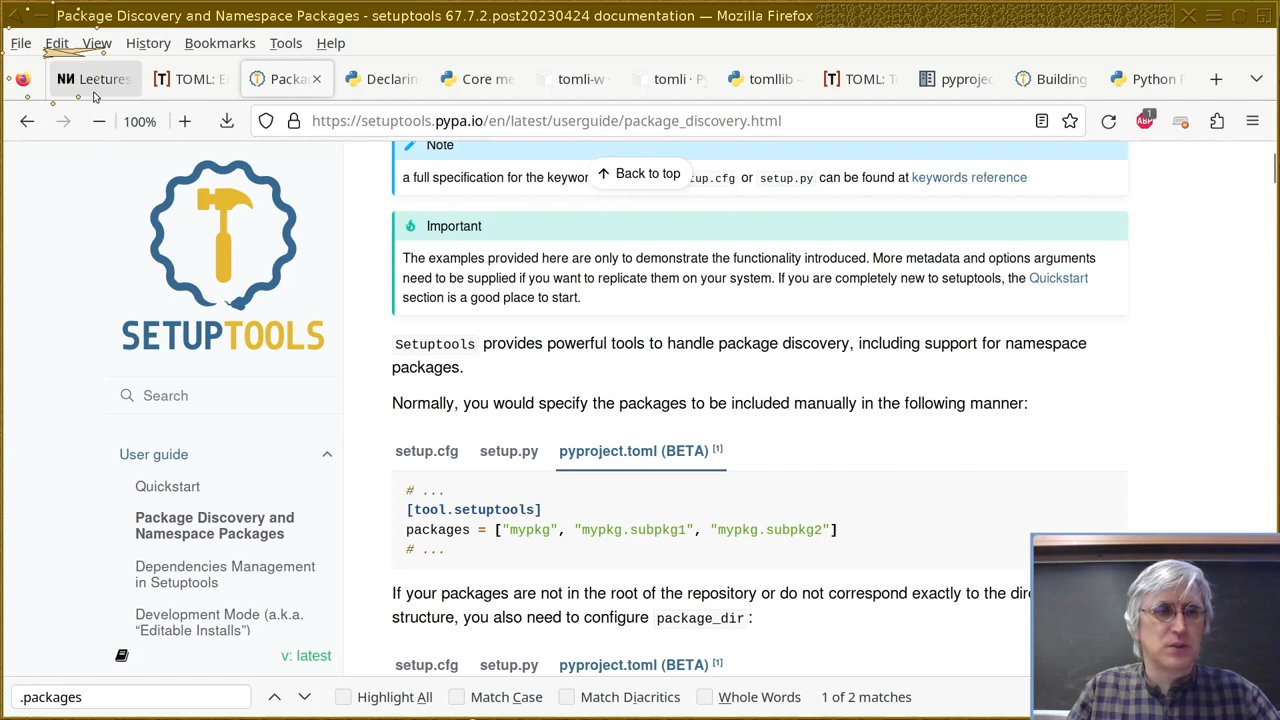 Package Discovery and Namespace Packages - setuptools 67.7.2.post20230424 documentation — Mozilla Firefox
File Edit View History Bookmarks Tools Help
Lectures TOML: E Packa Declarin Core me tomli-w tomli · P tomllib TOML: T pyproje Building Python P
100% https://setuptools.pypa.io/en/latest/userguide/package_discovery.html ABP 1
Note
a full specification for the keywor up.cfg or setup.py can be found at keywords reference
Back to top
Important
The examples provided here are only to demonstrate the functionality introduced. More metadata and options arguments
need to be supplied if you want to replicate them on your system. If you are completely new to setuptools, the Quickstart
section is a good place to start.
SETUPTOOLS
Search
User guide
Quickstart
Package Discovery and
Namespace Packages
Dependencies Management
in Setuptools
Development Mode (a.k.a.
“Editable Installs”)
v: latest
Setuptools provides powerful tools to handle package discovery, including support for namespace
packages.
Normally, you would specify the packages to be included manually in the following manner:
setup.cfg setup.py pyproject.toml (BETA) [1]
# ...
[tool.setuptools]
packages = ["mypkg", "mypkg.subpkg1", "mypkg.subpkg2"]
# ...
If your packages are not in the root of the repository or do not correspond exactly to the dire
structure, you also need to configure package_dir:
setup.cfg setup.py pyproject.toml (BETA) [1]
.packages Highlight All Match Case Match Diacritics Whole Words 1 of 2 matches